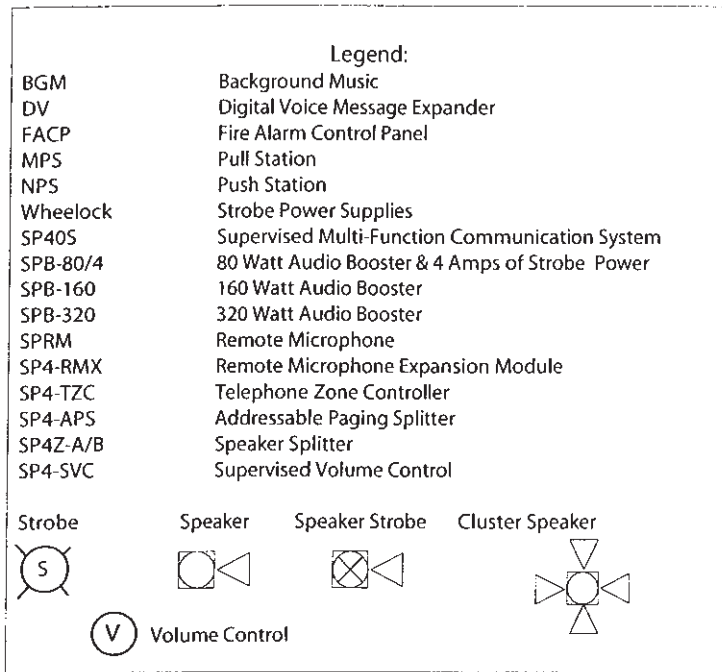 Legend:
BGM Background Music
DV Digital Voice Message Expander
FACP Fire Alarm Control Panel
MPS Pull Station
NPS Push Station
Wheelock Strobe Power Supplies
SP40S Supervised Multi-Function Communication System
SPB-80/4 80 Watt Audio Booster & 4 Amps of Strobe Power
SPB-160 160 Watt Audio Booster
SPB-320 320 Watt Audio Booster
SPRM Remote Microphone
SP4-RMX Remote Microphone Expansion Module
SP4-TZC Telephone Zone Controller
SP4-APS Addressable Paging Splitter
SP4Z-A/B Speaker Splitter
SP4-SVC Supervised Volume Control
Strobe Speaker Speaker Strobe Cluster Speaker
S
V Volume Control